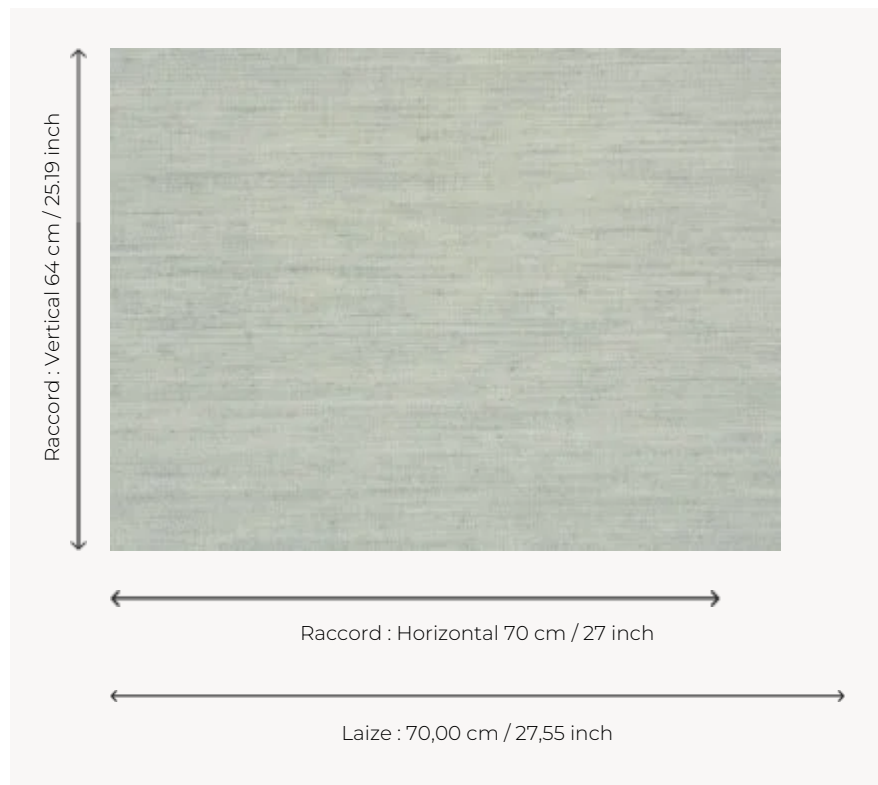 Raccord : Vertical 64 cm / 25.19 inch
Raccord : Horizontal 70 cm / 27 inch
Laize : 70,00 cm / 27,55 inch